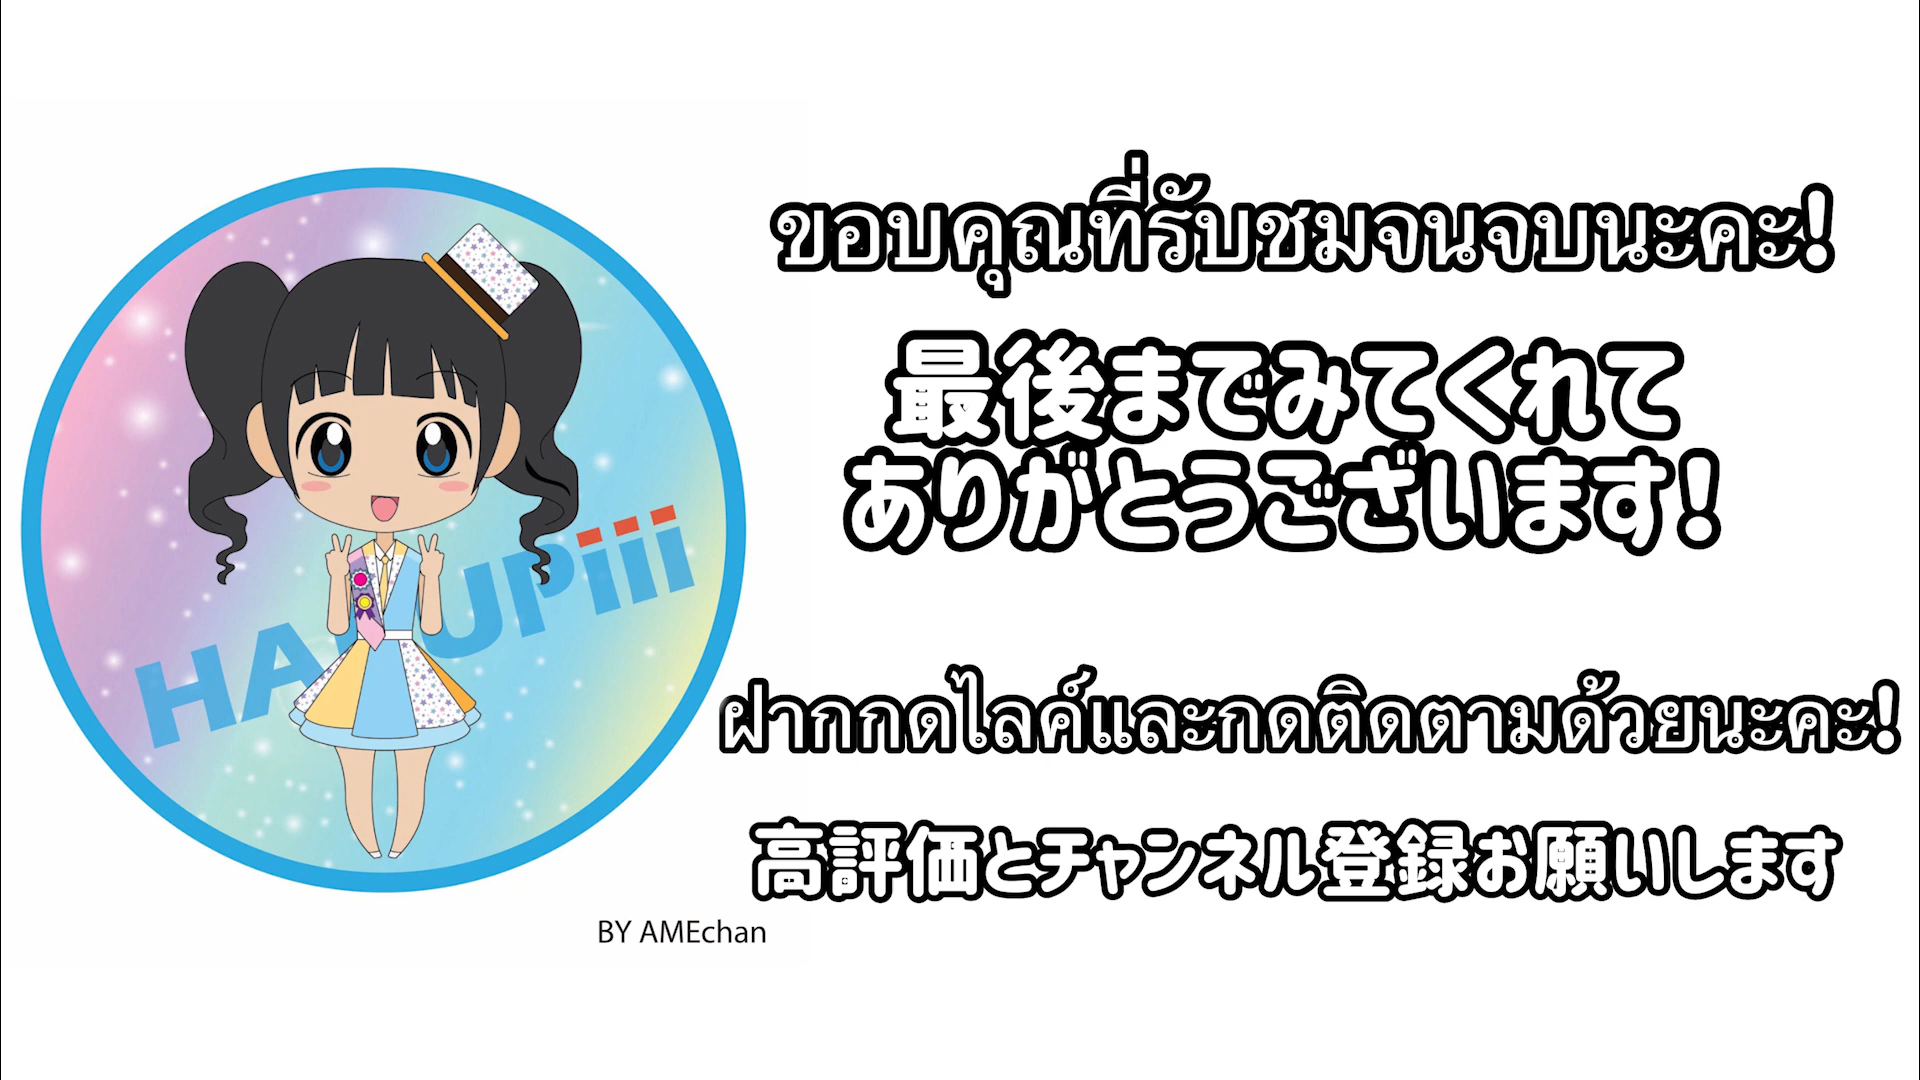 HARUPiii
BY AMEchan
ขอบคุณที่รับชมจนจบนะคะ!
最後までみてくれて
ありがとうございます!
ฝากกดไลค์และกดติดตามด้วยนะคะ!
高評価とチャンネル登録お願いします